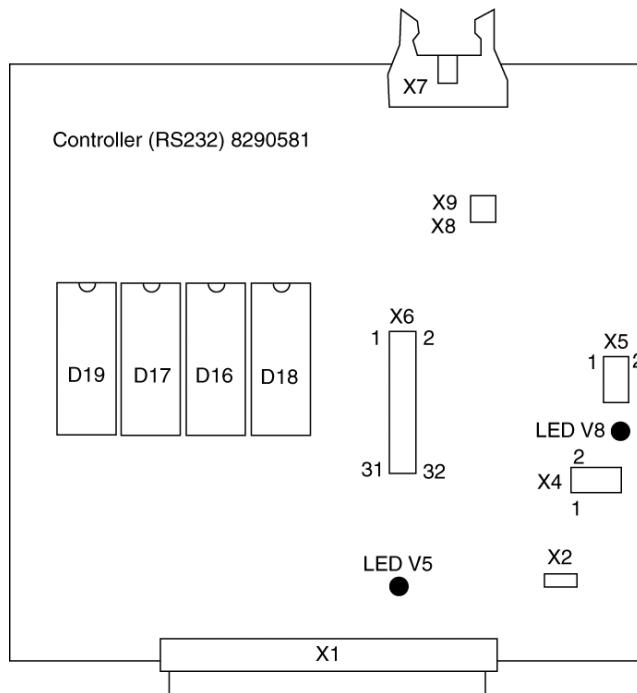 X7
Controller (RS232) 8290581
X9
X8
X6
1 2
X5
1 2
D19 D17 D16 D18
LED V8
2
31 32
X4
1
LED V5
X2
X1